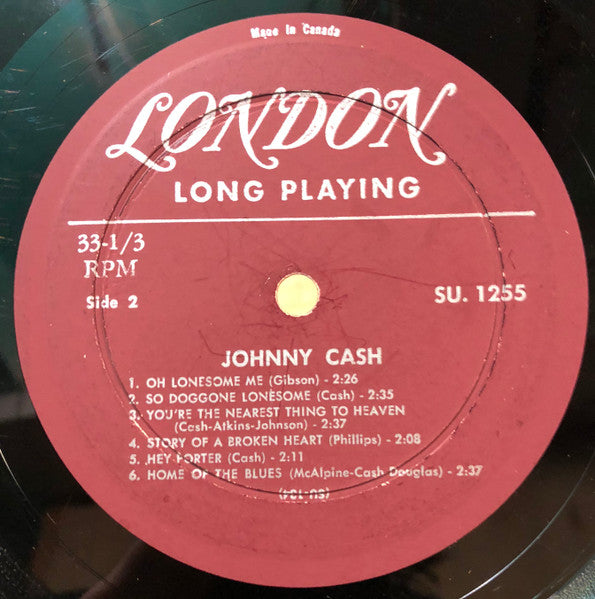 Made in Canada
LONDON
LONG PLAYING
33-1/3
RPM
Side 2
SU. 1255
JOHNNY CASH
1. OH LONESOME ME (Gibson) - 2:26
2. SO DOGGONE LONESOME (Cash) - 2:35
3. YOU'RE THE NEAREST THING TO HEAVEN
(Cash-Atkins-Johnson) - 2:37
4. STORY OF A BROKEN HEART (Phillips) - 2:08
5. HEY PORTER (Cash) - 2:11
6. HOME OF THE BLUES (McAlpine-Cash Douglas) - 2:37